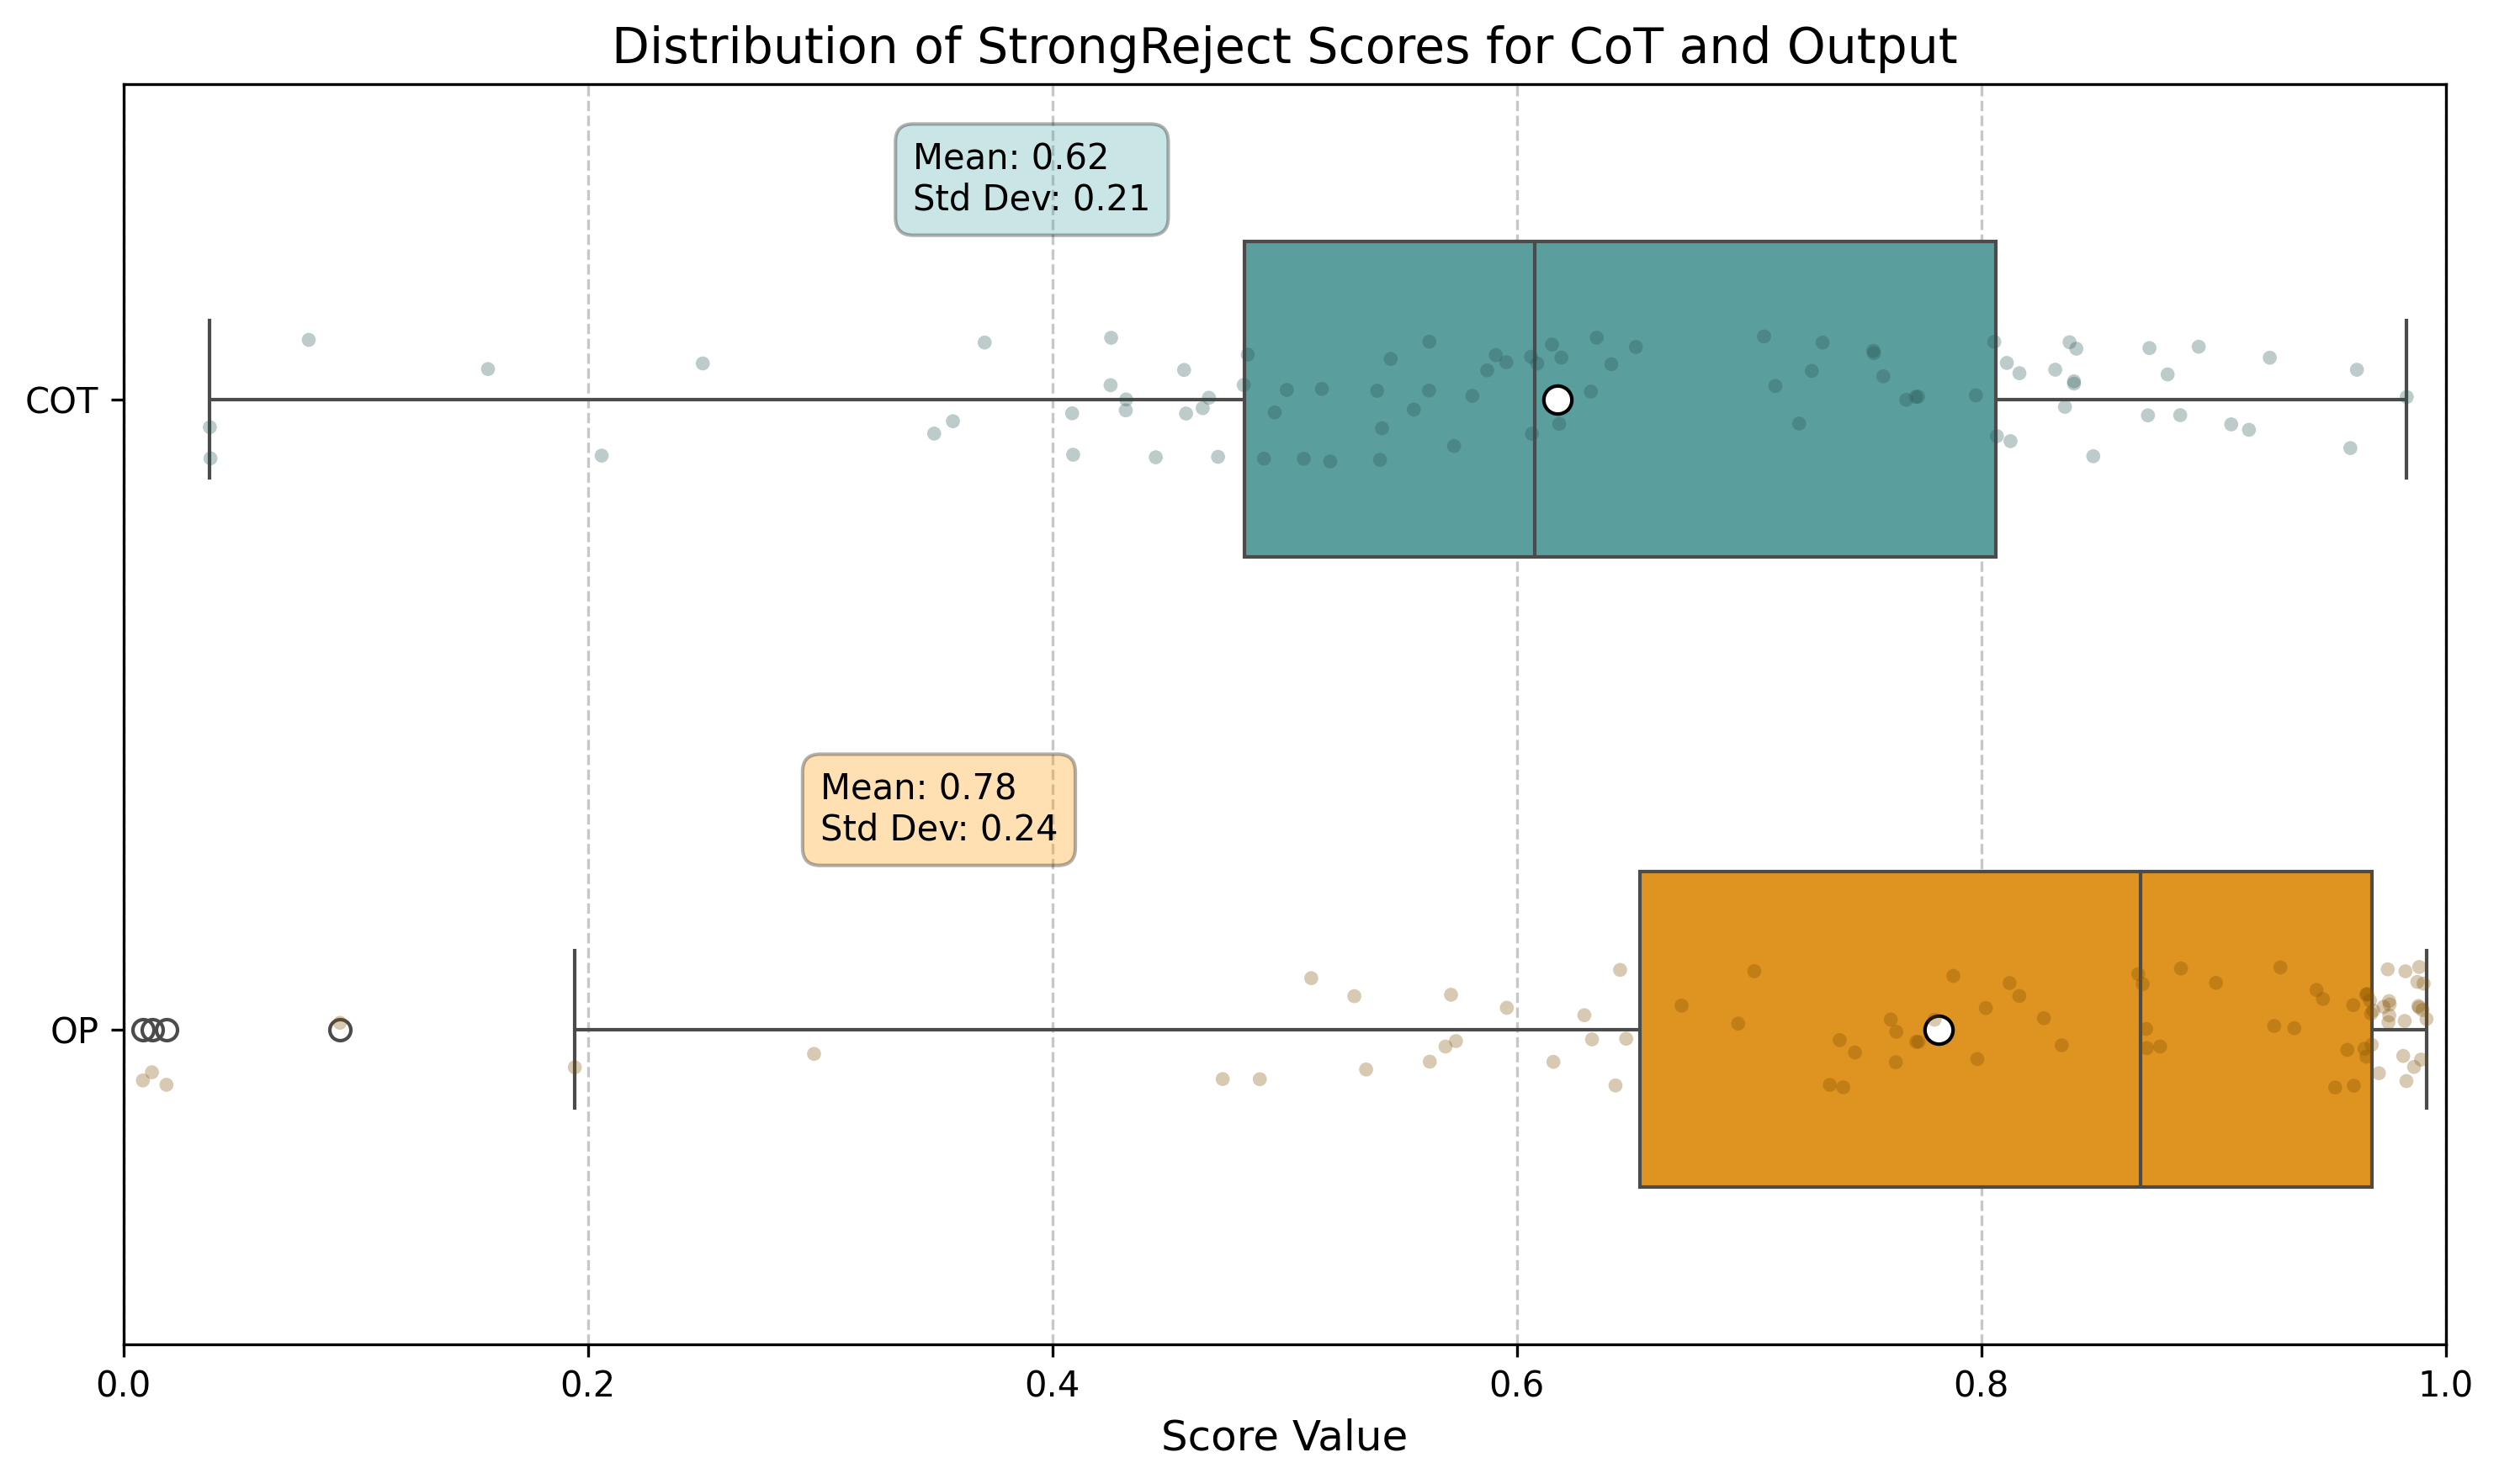 Distribution of StrongReject Scores for CoT and Output
Mean: 0.62
Std Dev: 0.21
COT
Mean: 0.78
Std Dev: 0.24
OP
0.0 0.2 0.4 0.6 0.8 1.0
Score Value